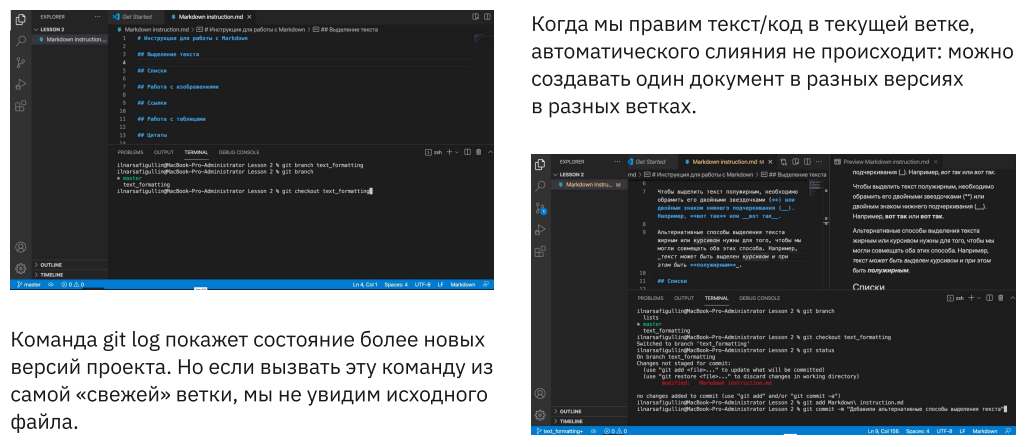 EXPLORER
LESSON 2
Markdown instruction...
Get Started
Markdown instruction.md
Markdown instruction.md > # Инструкция для работы с Markdown > ## Выделение текста
1 # Инструкция для работы с Markdown
2
3 ## Выделение текста
4
5 ## Списки
6
7 ## Работа с изображениями
8
9 ## Ссылки
10
11 ## Работа с таблицами
12
13 ## Цитаты
14
PROBLEMS OUTPUT TERMINAL DEBUG CONSOLE
zsh
ilnarsafigullin@MacBook-Pro-Administrator Lesson 2 % git branch text_formatting
ilnarsafigullin@MacBook-Pro-Administrator Lesson 2 % git branch
* master
text_formatting
ilnarsafigullin@MacBook-Pro-Administrator Lesson 2 % git checkout text_formatting
OUTLINE
TIMELINE
master 0 0 Ln 4, Col 1 Spaces: 4 UTF-8 LF Markdown
Команда git log покажет состояние более новых
версий проекта. Но если вызвать эту команду из
самой «свежей» ветки, мы не увидим исходного
файла.
Когда мы правим текст/код в текущей ветке,
автоматического слияния не происходит: можно
создавать один документ в разных версиях
в разных ветках.
EXPLORER
LESSON 2
Markdown instru... M
Get Started
Markdown instruction.md M
Preview Markdown instruction.md
md > # Инструкция для работы с Markdown > ## Выделение текста
6
7 Чтобы выделить текст полужирным, необходимо
обрамить его двойными звездочками (**) или
двойным знаком нижнего подчеркивания (__).
Например, **вот так** или __вот так__.
8
9 Альтернативные способы выделения текста
жирным или курсивом нужны для того, чтобы мы
могли совмещать оба этих способа. Например,
_текст может быть выделен курсивом и при
этом быть **полужирным**_.
10
11 ## Списки
подчеркивания (_). Например, вот так или вот так.
Чтобы выделить текст полужирным, необходимо
обрамить его двойными звездочками (**) или
двойным знаком нижнего подчеркивания (__).
Например, вот так или вот так.
Альтернативные способы выделения текста
жирным или курсивом нужны для того, чтобы мы
могли совмещать оба этих способа. Например,
текст может быть выделен курсивом и при этом
быть полужирным.
Списки
PROBLEMS OUTPUT TERMINAL DEBUG CONSOLE
zsh
ilnarsafigullin@MacBook-Pro-Administrator Lesson 2 % git branch
lists
* master
text_formatting
ilnarsafigullin@MacBook-Pro-Administrator Lesson 2 % git checkout text_formatting
Switched to branch 'text_formatting'
ilnarsafigullin@MacBook-Pro-Administrator Lesson 2 % git status
On branch text_formatting
Changes not staged for commit:
(use "git add <file>..." to update what will be committed)
(use "git restore <file>..." to discard changes in working directory)
modified: Markdown instruction.md
no changes added to commit (use "git add" and/or "git commit -a")
ilnarsafigullin@MacBook-Pro-Administrator Lesson 2 % git add Markdown\ instruction.md
ilnarsafigullin@MacBook-Pro-Administrator Lesson 2 % git commit -m "Добавили альтернативные способы выделения текста"
OUTLINE
TIMELINE
text_formatting+ 0 0 Ln 9, Col 156 Spaces: 4 UTF-8 LF Markdown